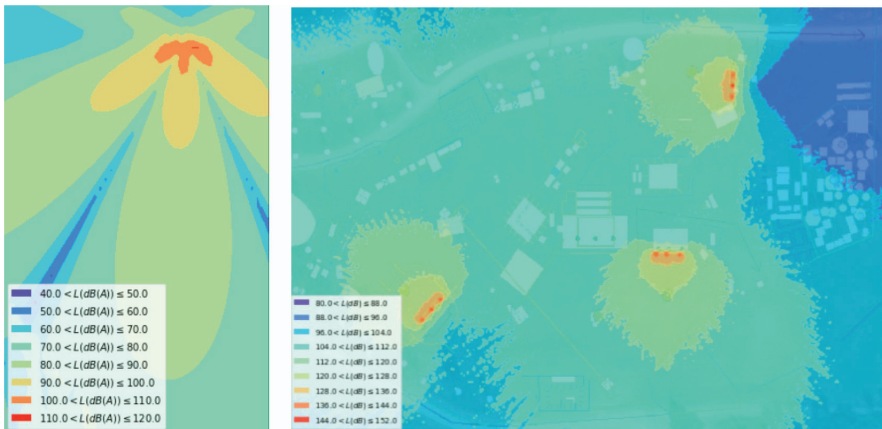 40.0 < L(dB(A)) ≤ 50.0
50.0 < L(dB(A)) ≤ 60.0
60.0 < L(dB(A)) ≤ 70.0
70.0 < L(dB(A)) ≤ 80.0
80.0 < L(dB(A)) ≤ 90.0
90.0 < L(dB(A)) ≤ 100.0
100.0 < L(dB(A)) ≤ 110.0
110.0 < L(dB(A)) ≤ 120.0
80.0 < L(dB) ≤ 88.0
88.0 < L(dB) ≤ 96.0
96.0 < L(dB) ≤ 104.0
104.0 < L(dB) ≤ 112.0
112.0 < L(dB) ≤ 120.0
120.0 < L(dB) ≤ 128.0
128.0 < L(dB) ≤ 136.0
136.0 < L(dB) ≤ 144.0
144.0 < L(dB) ≤ 152.0